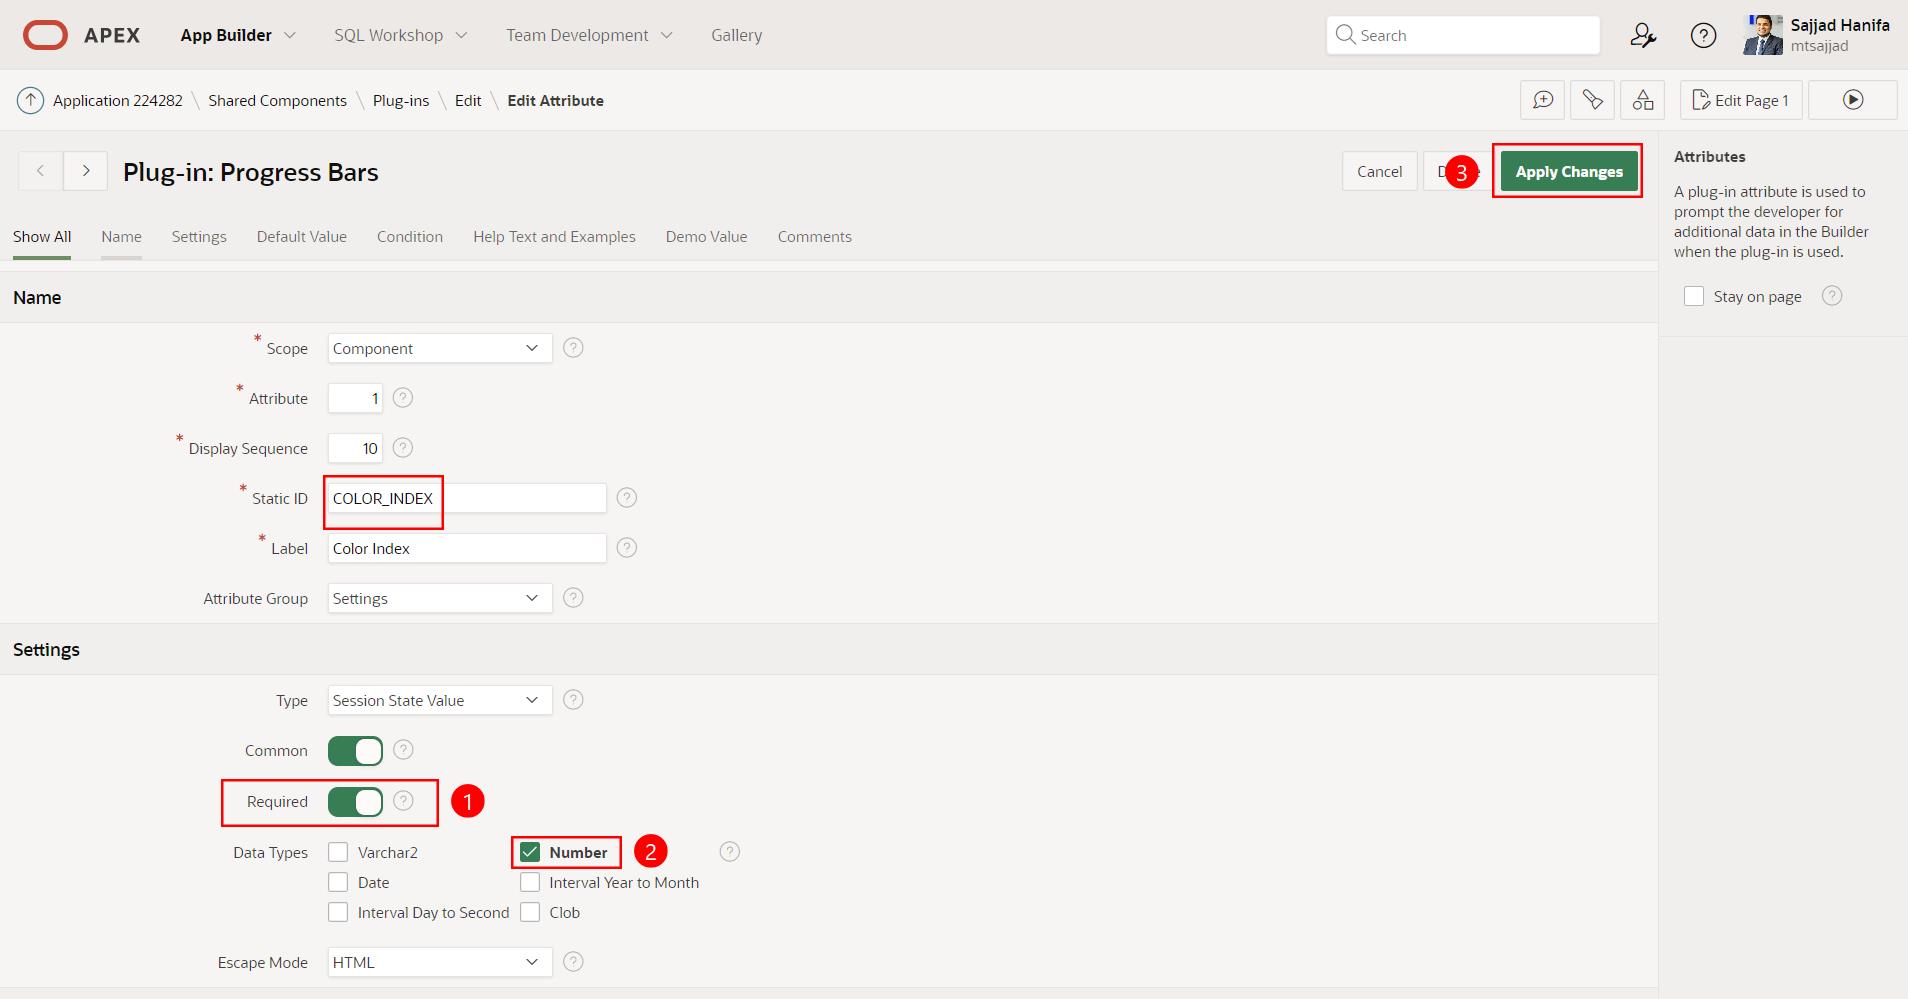 APEX App Builder SQL Workshop Team Development Gallery Search Sajjad Hanifa
mtsajjad
Application 224282 \ Shared Components \ Plug-ins \ Edit \ Edit Attribute Edit Page 1
Plug-in: Progress Bars Cancel 3 Apply Changes
Show All Name Settings Default Value Condition Help Text and Examples Demo Value Comments
Attributes
A plug-in attribute is used to
prompt the developer for
additional data in the Builder
when the plug-in is used.
Stay on page ?
Name
* Scope Component ?
* Attribute 1 ?
* Display Sequence 10 ?
* Static ID COLOR_INDEX ?
* Label Color Index ?
Attribute Group Settings ?
Settings
Type Session State Value ?
Common ?
Required ? 1
Data Types Varchar2 Number 2 ?
Date Interval Year to Month
Interval Day to Second Clob
Escape Mode HTML ?